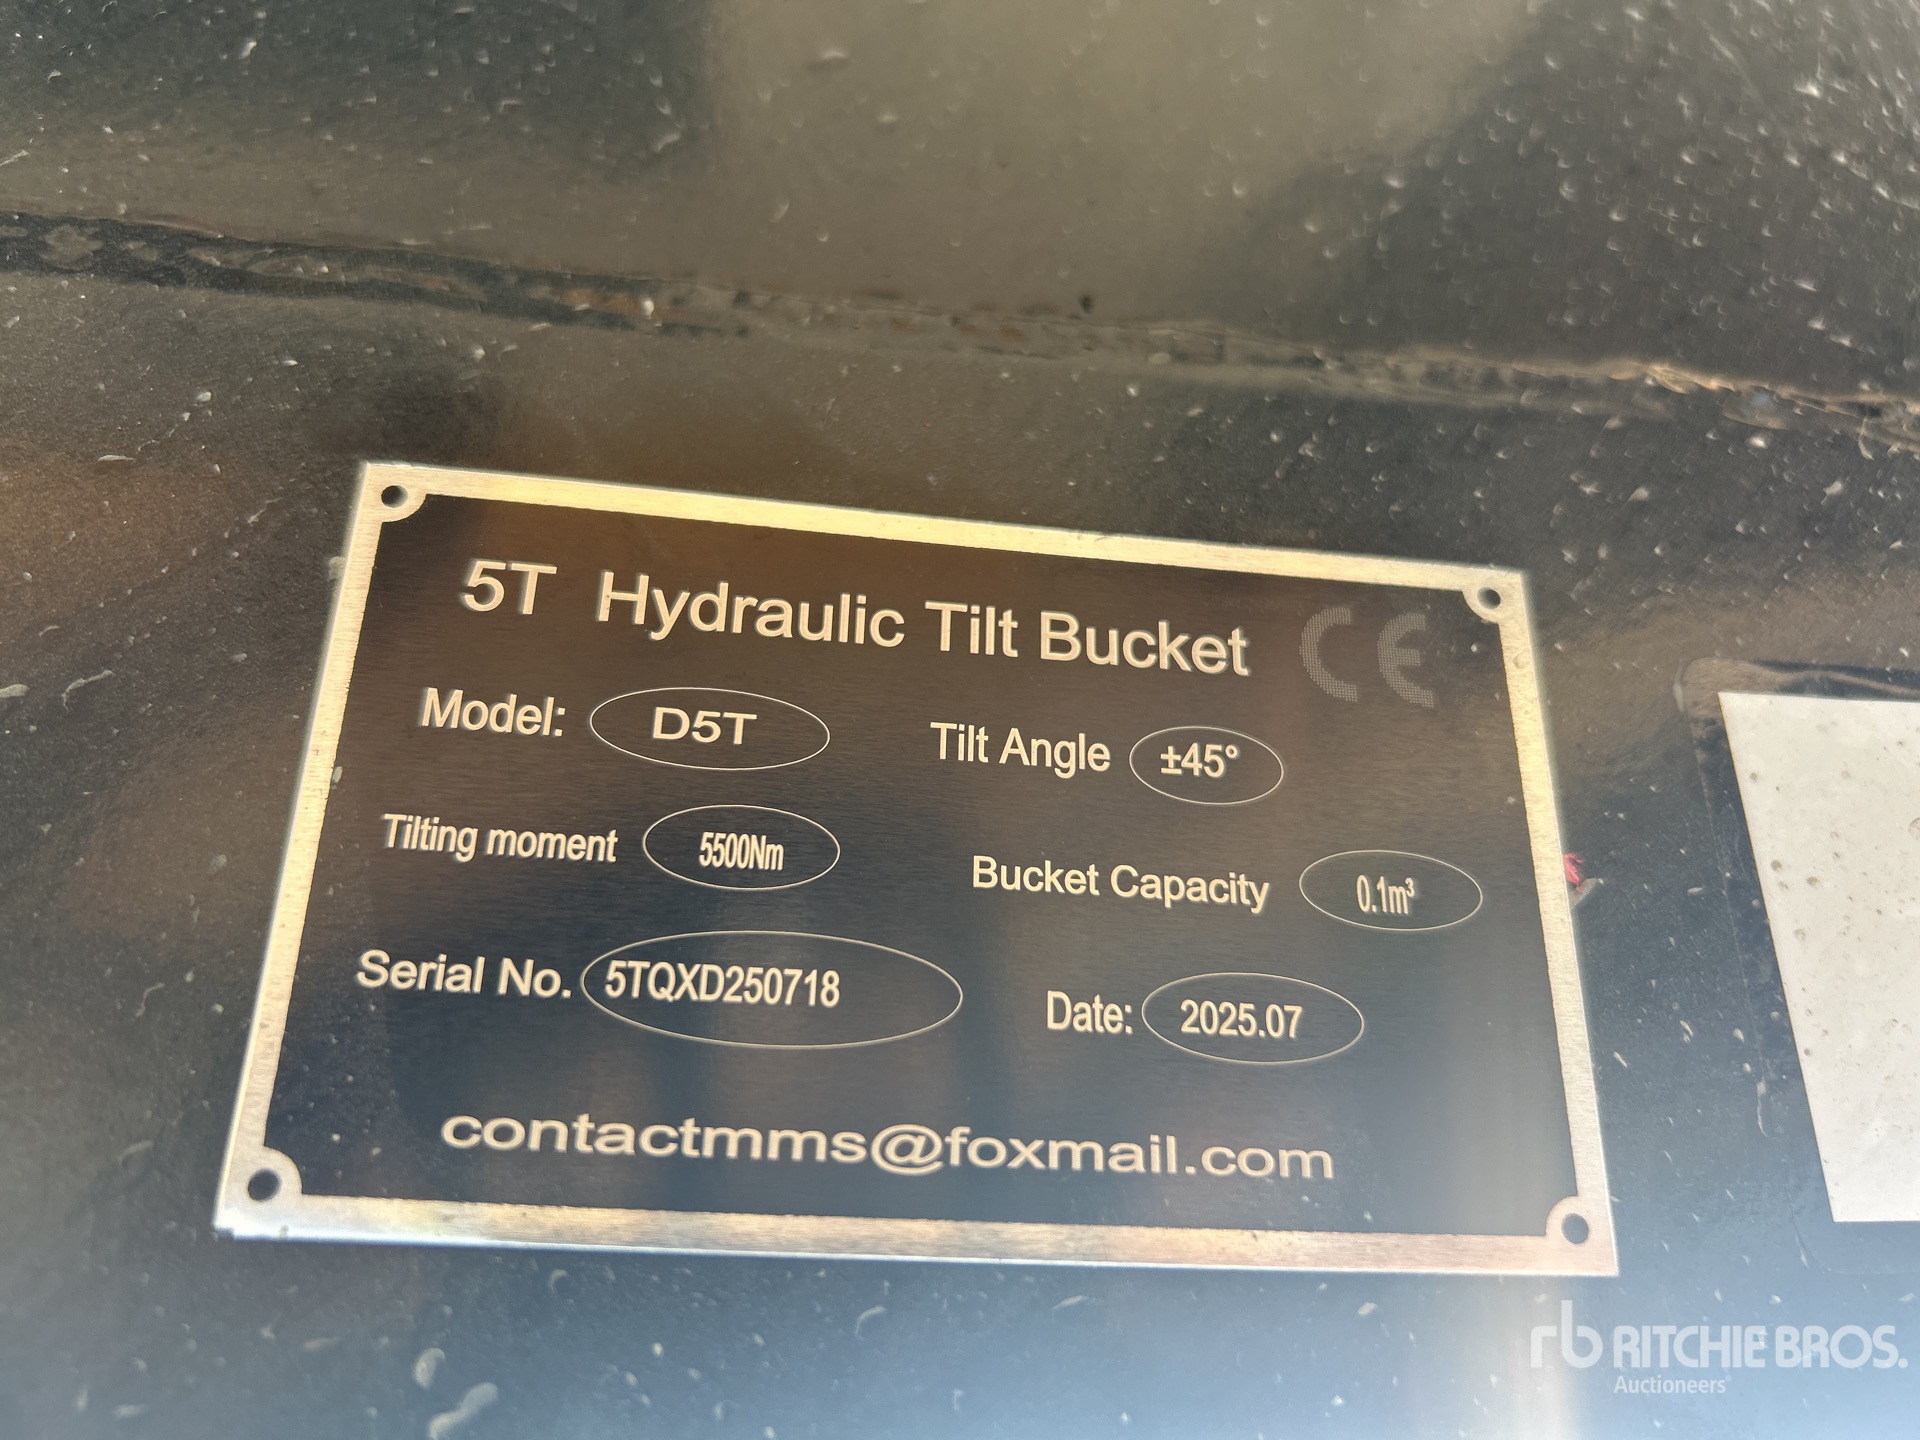 5T Hydraulic Tilt Bucket CE
Model: D5T Tilt Angle ±45°
Tilting moment 5500Nm Bucket Capacity 0.1m³
Serial No. 5TQXD250718 Date: 2025.07
contactmms@foxmail.com
rb RITCHIE BROS.
Auctioneers